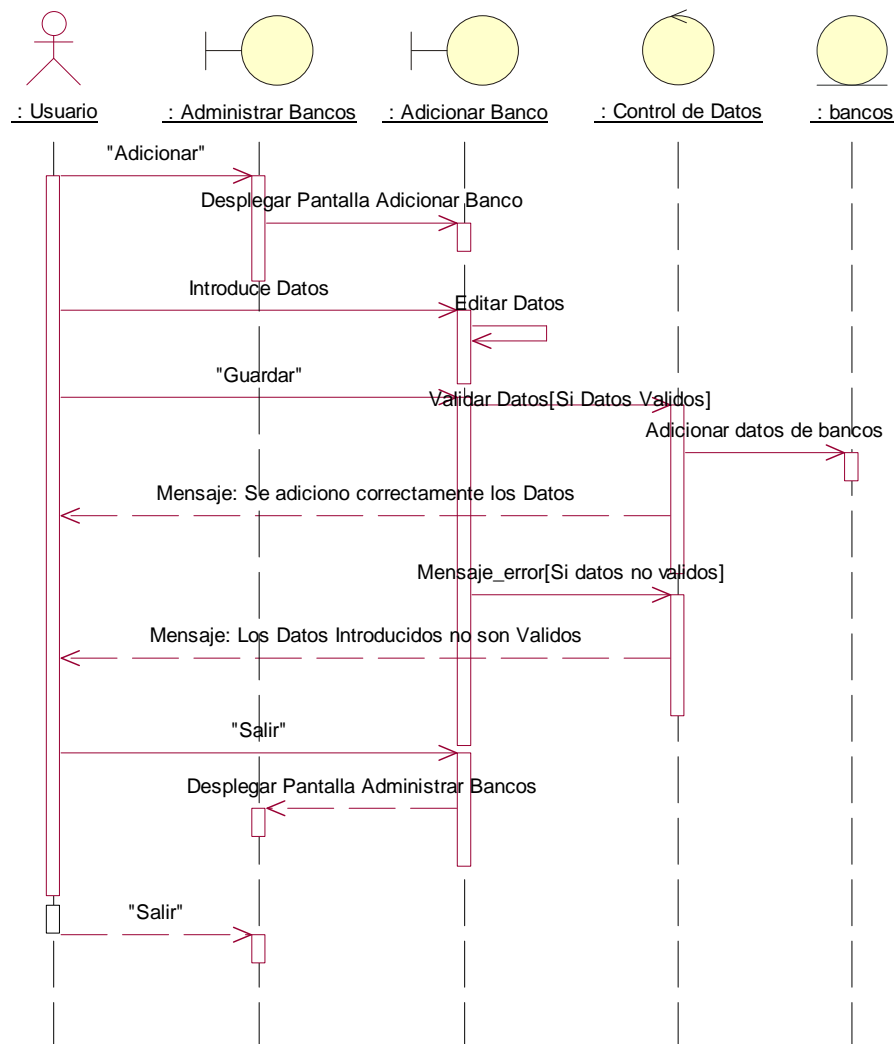 : Usuario
: Administrar Bancos
: Adicionar Banco
: Control de Datos
: bancos
"Adicionar"
Desplegar Pantalla Adicionar Banco
Introduce Datos
Editar Datos
"Guardar"
Validar Datos[Si Datos Validos]
Adicionar datos de bancos
Mensaje: Se adiciono correctamente los Datos
Mensaje_error[Si datos no validos]
Mensaje: Los Datos Introducidos no son Validos
"Salir"
Desplegar Pantalla Administrar Bancos
"Salir"